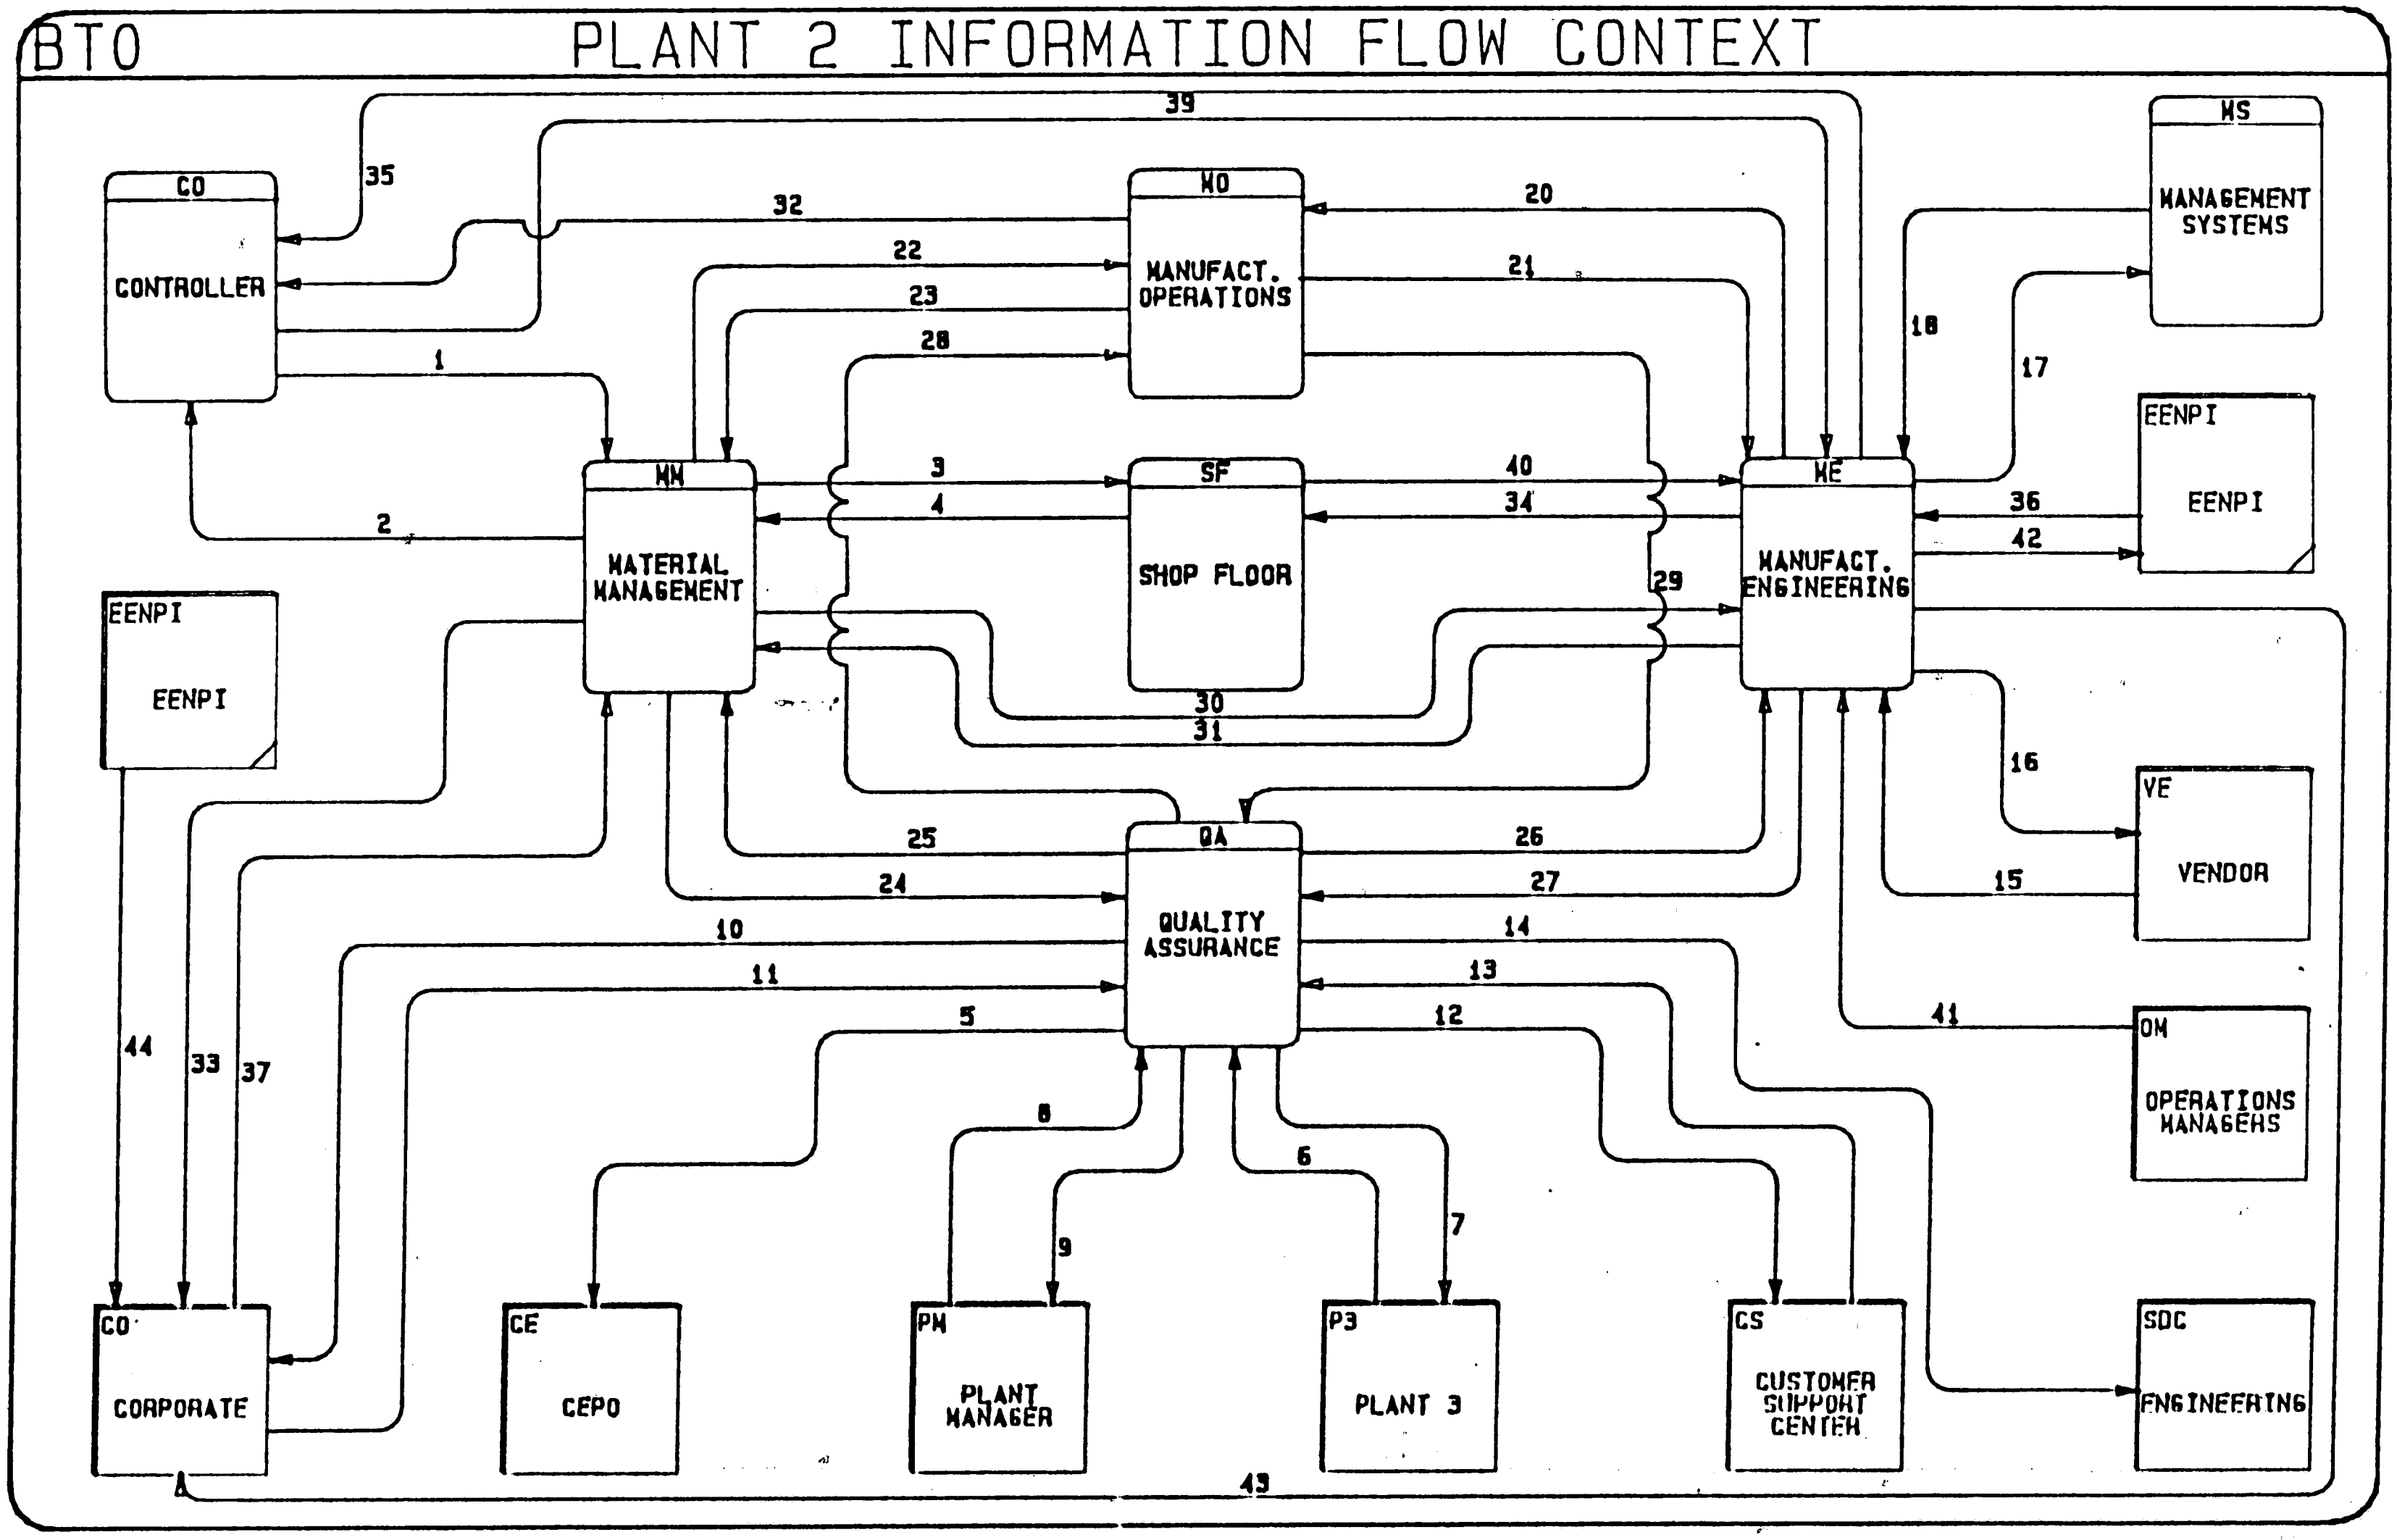 BTO PLANT 2 INFORMATION FLOW CONTEXT
39
MS
35
CO
MO
20
32
MANAGEMENT
SYSTEMS
22
21
MANUFACT.
OPERATIONS
CONTROLLER
23
18
28
1
17
EENPI
MM
3
SF
40
ME
4
34
36
EENPI
2
42
MATERIAL
MANAGEMENT
SHOP FLOOR
29
MANUFACT.
ENGINEERING
EENPI
EENPI
30
31
16
VE
25
QA
26
VENDOR
24
27
15
10
QUALITY
ASSURANCE
14
11
13
5
12
41
OM
44
33
37
OPERATIONS
MANAGERS
8
6
7
9
CO
CE
PM
P3
CS
SDC
CORPORATE
CEPO
PLANT
MANAGER
PLANT 3
CUSTOMER
SUPPORT
CENTER
ENGINEERING
43